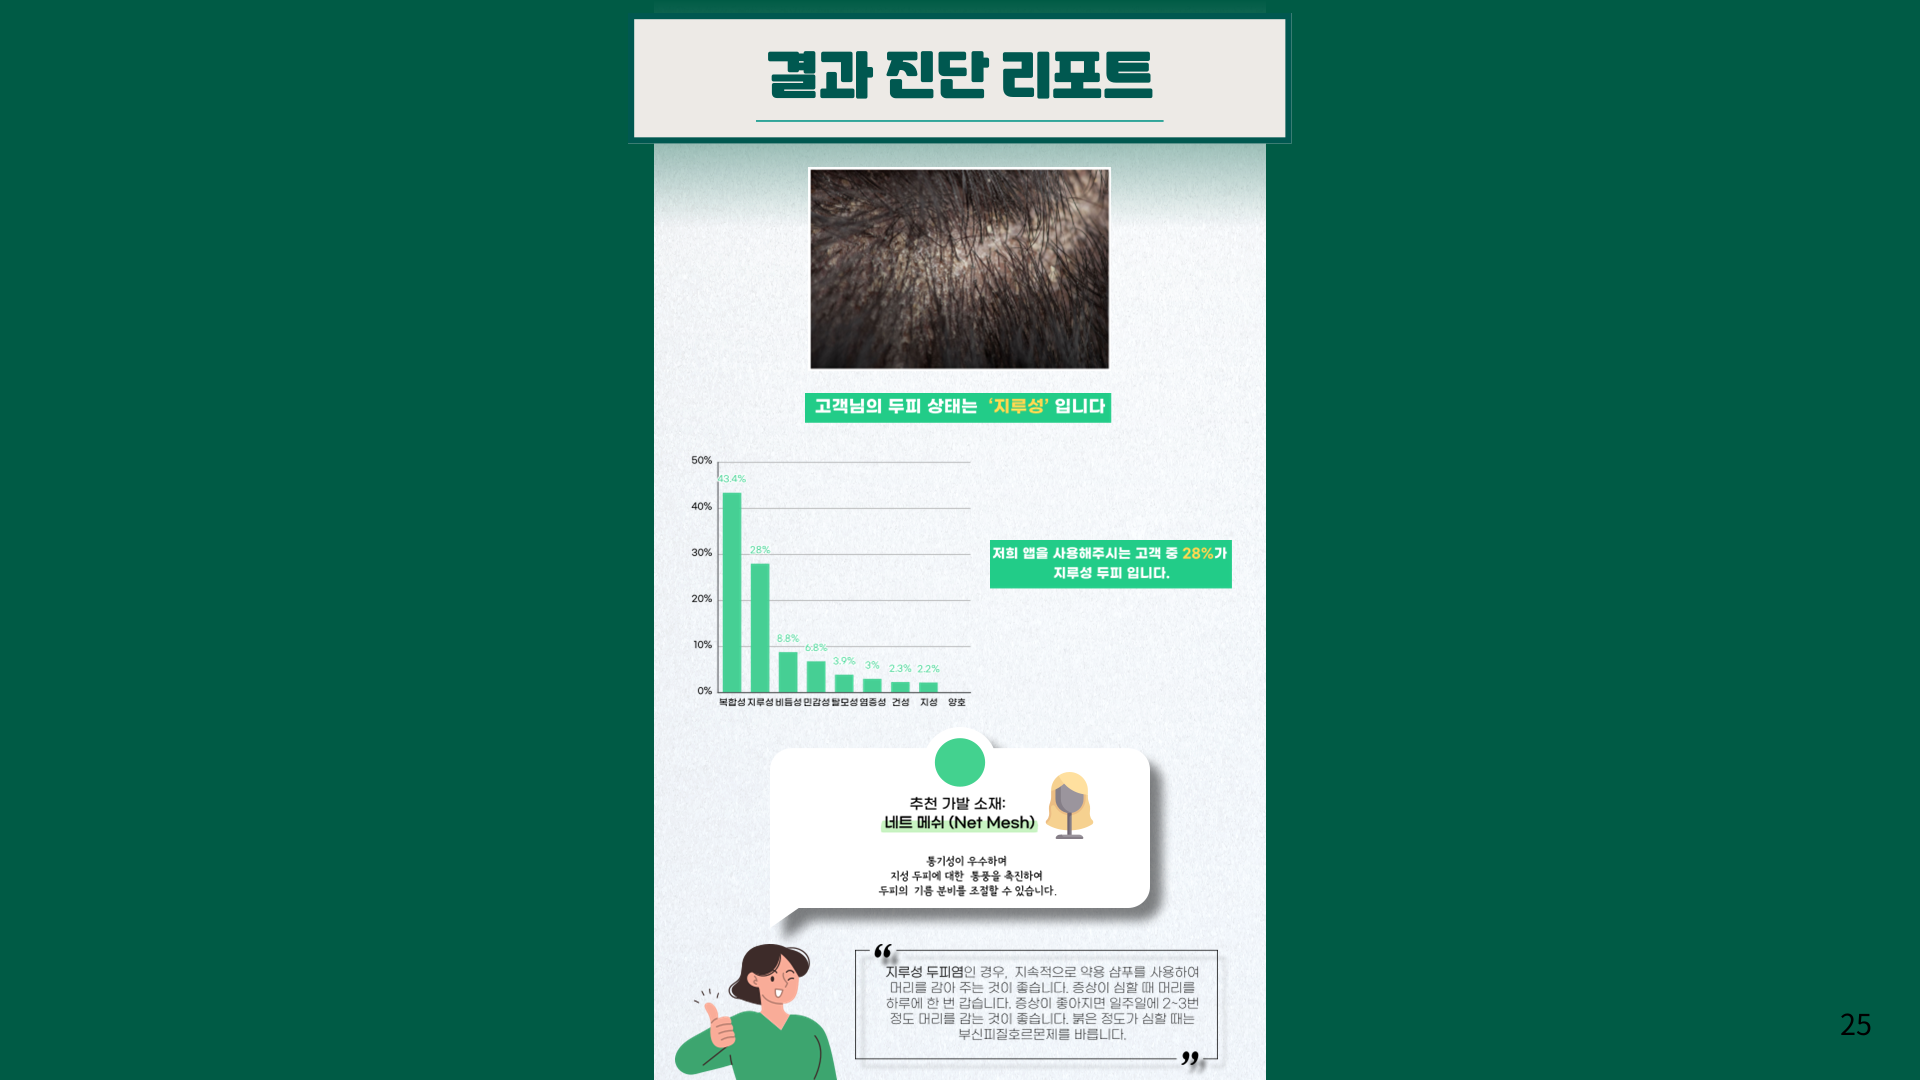 결과 진단 리포트
고객님의 두피 상태는 ‘지루성’ 입니다
50%
43.4%
40%
30%
28%
20%
10%
8.8%
6.8%
3.9%
3%
2.3%
2.2%
0%
복합성 지루성 비듬성 민감성 탈모성 염증성 건성 지성 양호
저희 앱을 사용해주시는 고객 중 28%가
지루성 두피 입니다.
추천 가발 소재:
네트 메쉬 (Net Mesh)
통기성이 우수하며
지성 두피에 대한 통풍을 촉진하여
두피의 기름 분비를 조절할 수 있습니다.
“
지루성 두피염인 경우, 지속적으로 약용 샴푸를 사용하여
머리를 감아 주는 것이 좋습니다. 증상이 심할 때 머리를
하루에 한 번 감습니다. 증상이 좋아지면 일주일에 2~3번
정도 머리를 감는 것이 좋습니다. 붉은 정도가 심할 때는
부신피질호르몬제를 바릅니다.
”
25